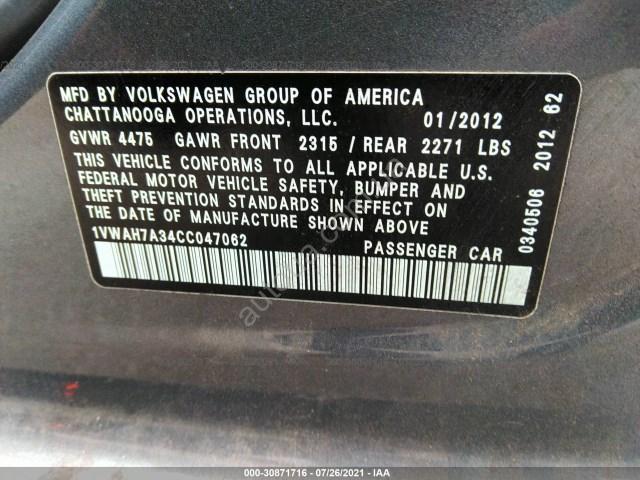 MFD BY VOLKSWAGEN GROUP OF AMERICA
CHATTANOOGA OPERATIONS, LLC. 01/2012
GVWR 4475 GAWR FRONT 2315 / REAR 2271 LBS
THIS VEHICLE CONFORMS TO ALL APPLICABLE U.S.
FEDERAL MOTOR VEHICLE SAFETY, BUMPER AND
THEFT PREVENTION STANDARDS IN EFFECT ON
THE DATE OF MANUFACTURE SHOWN ABOVE
1VWAH7A34CC047062 PASSENGER CAR
0340506 2012 62
000-30871716 - 07/26/2021 - IAA